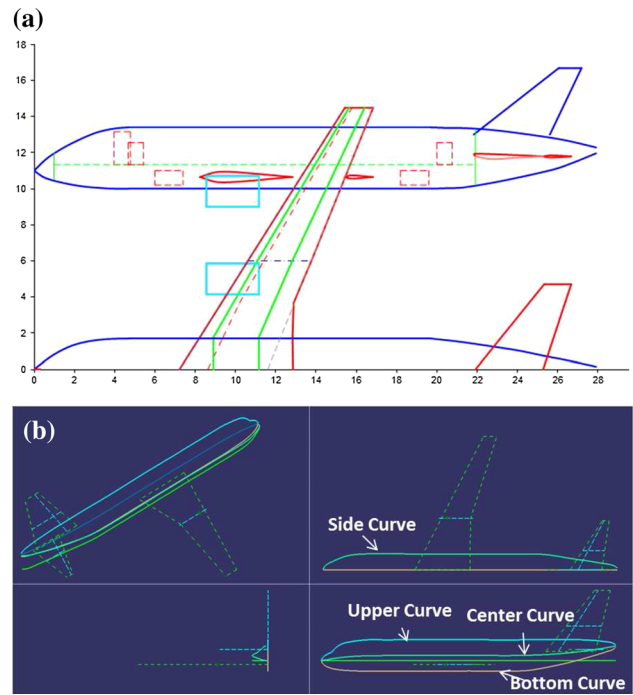 (a)
18
16
14
12
10
8
6
4
2
0
0 2 4 6 8 10 12 14 16 18 20 22 24 26 28
(b)
Side Curve
Upper Curve
Center Curve
Bottom Curve